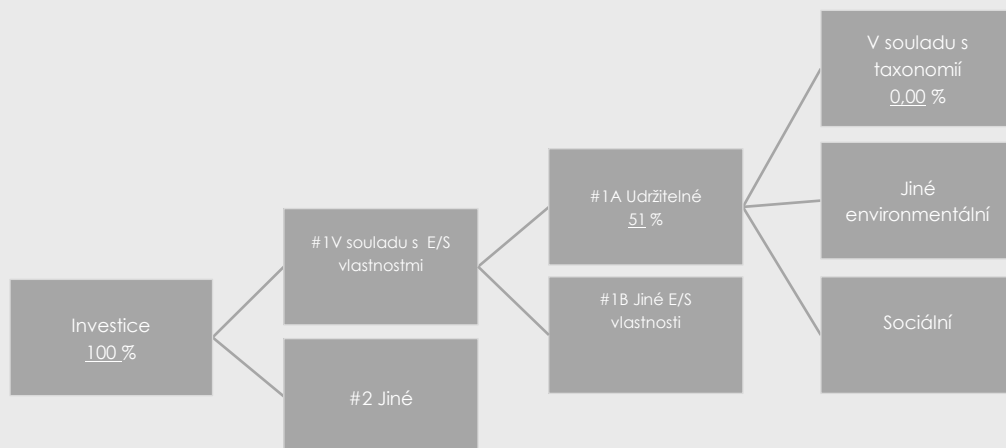 Investice
100 %
#1V souladu s E/S
vlastnostmi
#2 Jiné
#1A Udržitelné
51 %
#1B Jiné E/S
vlastnosti
V souladu s
taxonomií
0,00 %
Jiné
environmentální
Sociální